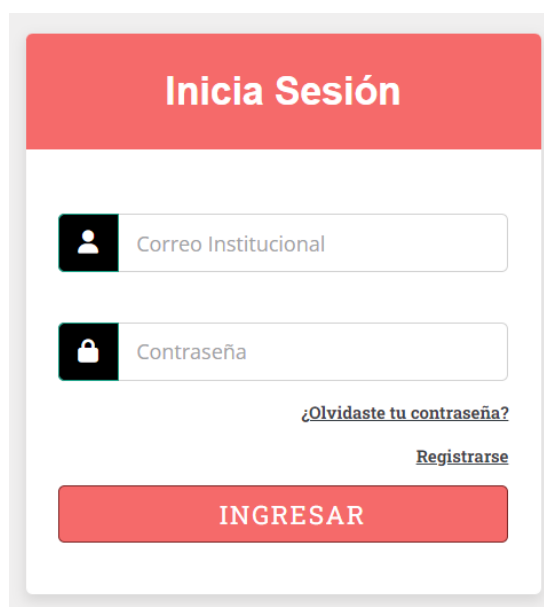 Inicia Sesión
Correo Institucional
Contraseña
¿Olvidaste tu contraseña?
Registrarse
INGRESAR